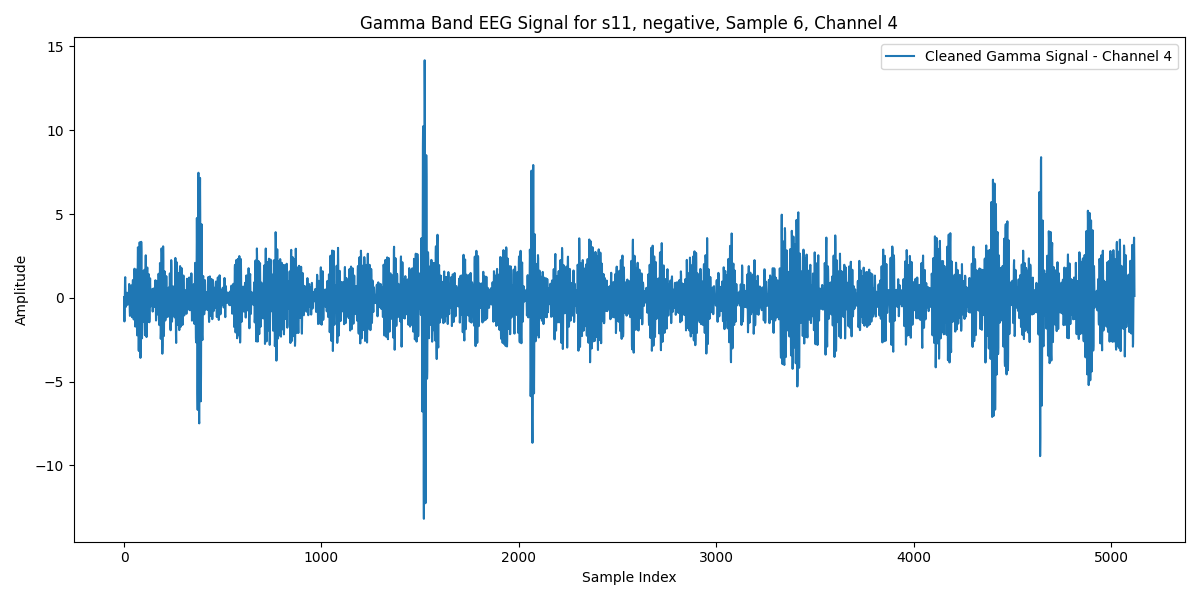 Gamma Band EEG Signal for s11, negative, Sample 6, Channel 4
Cleaned Gamma Signal - Channel 4
15
10
5
0
−5
−10
Amplitude
0 1000 2000 3000 4000 5000
Sample Index